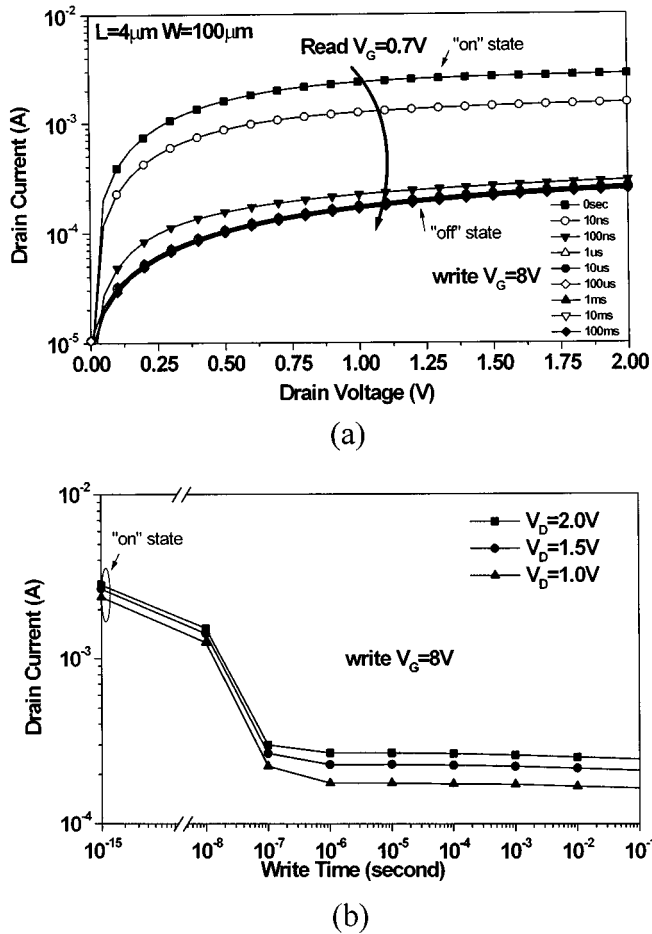 L=4μm W=100μm
Read V_G=0.7V
"on" state
"off" state
write V_G=8V
0sec
10ns
100ns
1us
10us
100us
1ms
10ms
100ms
Drain Current (A)
10^-2
10^-3
10^-4
10^-5
0.00 0.25 0.50 0.75 1.00 1.25 1.50 1.75 2.00
Drain Voltage (V)
(a)
10^-2
"on" state
V_D=2.0V
V_D=1.5V
V_D=1.0V
write V_G=8V
Drain Current (A)
10^-3
10^-4
10^-15 10^-8 10^-7 10^-6 10^-5 10^-4 10^-3 10^-2 10^-1
Write Time (second)
(b)